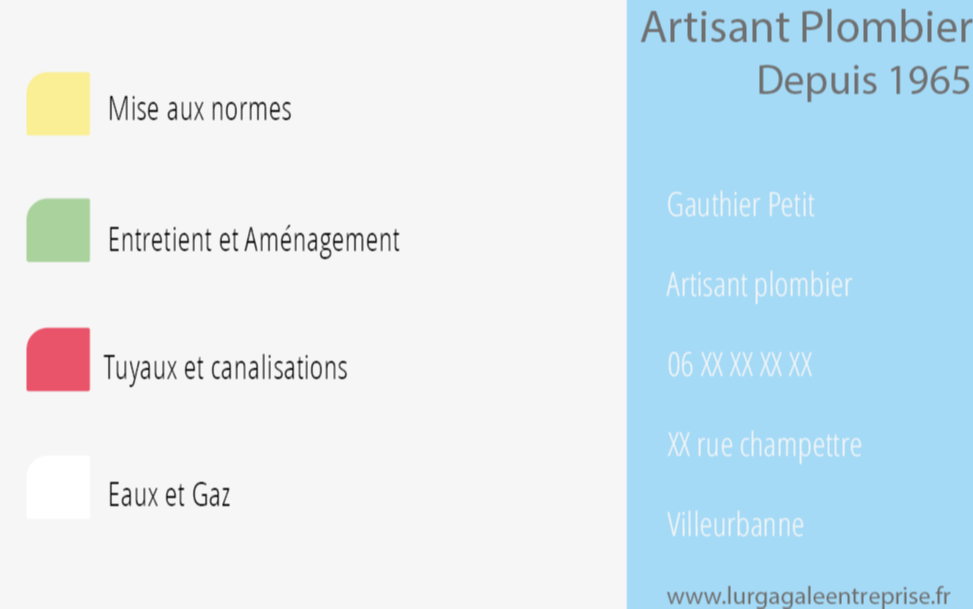 Mise aux normes
Entretient et Aménagement
Tuyaux et canalisations
Eaux et Gaz
Artisant Plombier
Depuis 1965
Gauthier Petit
Artisant plombier
06 XX XX XX XX
XX rue champettre
Villeurbanne
www.lurgagaleentreprise.fr